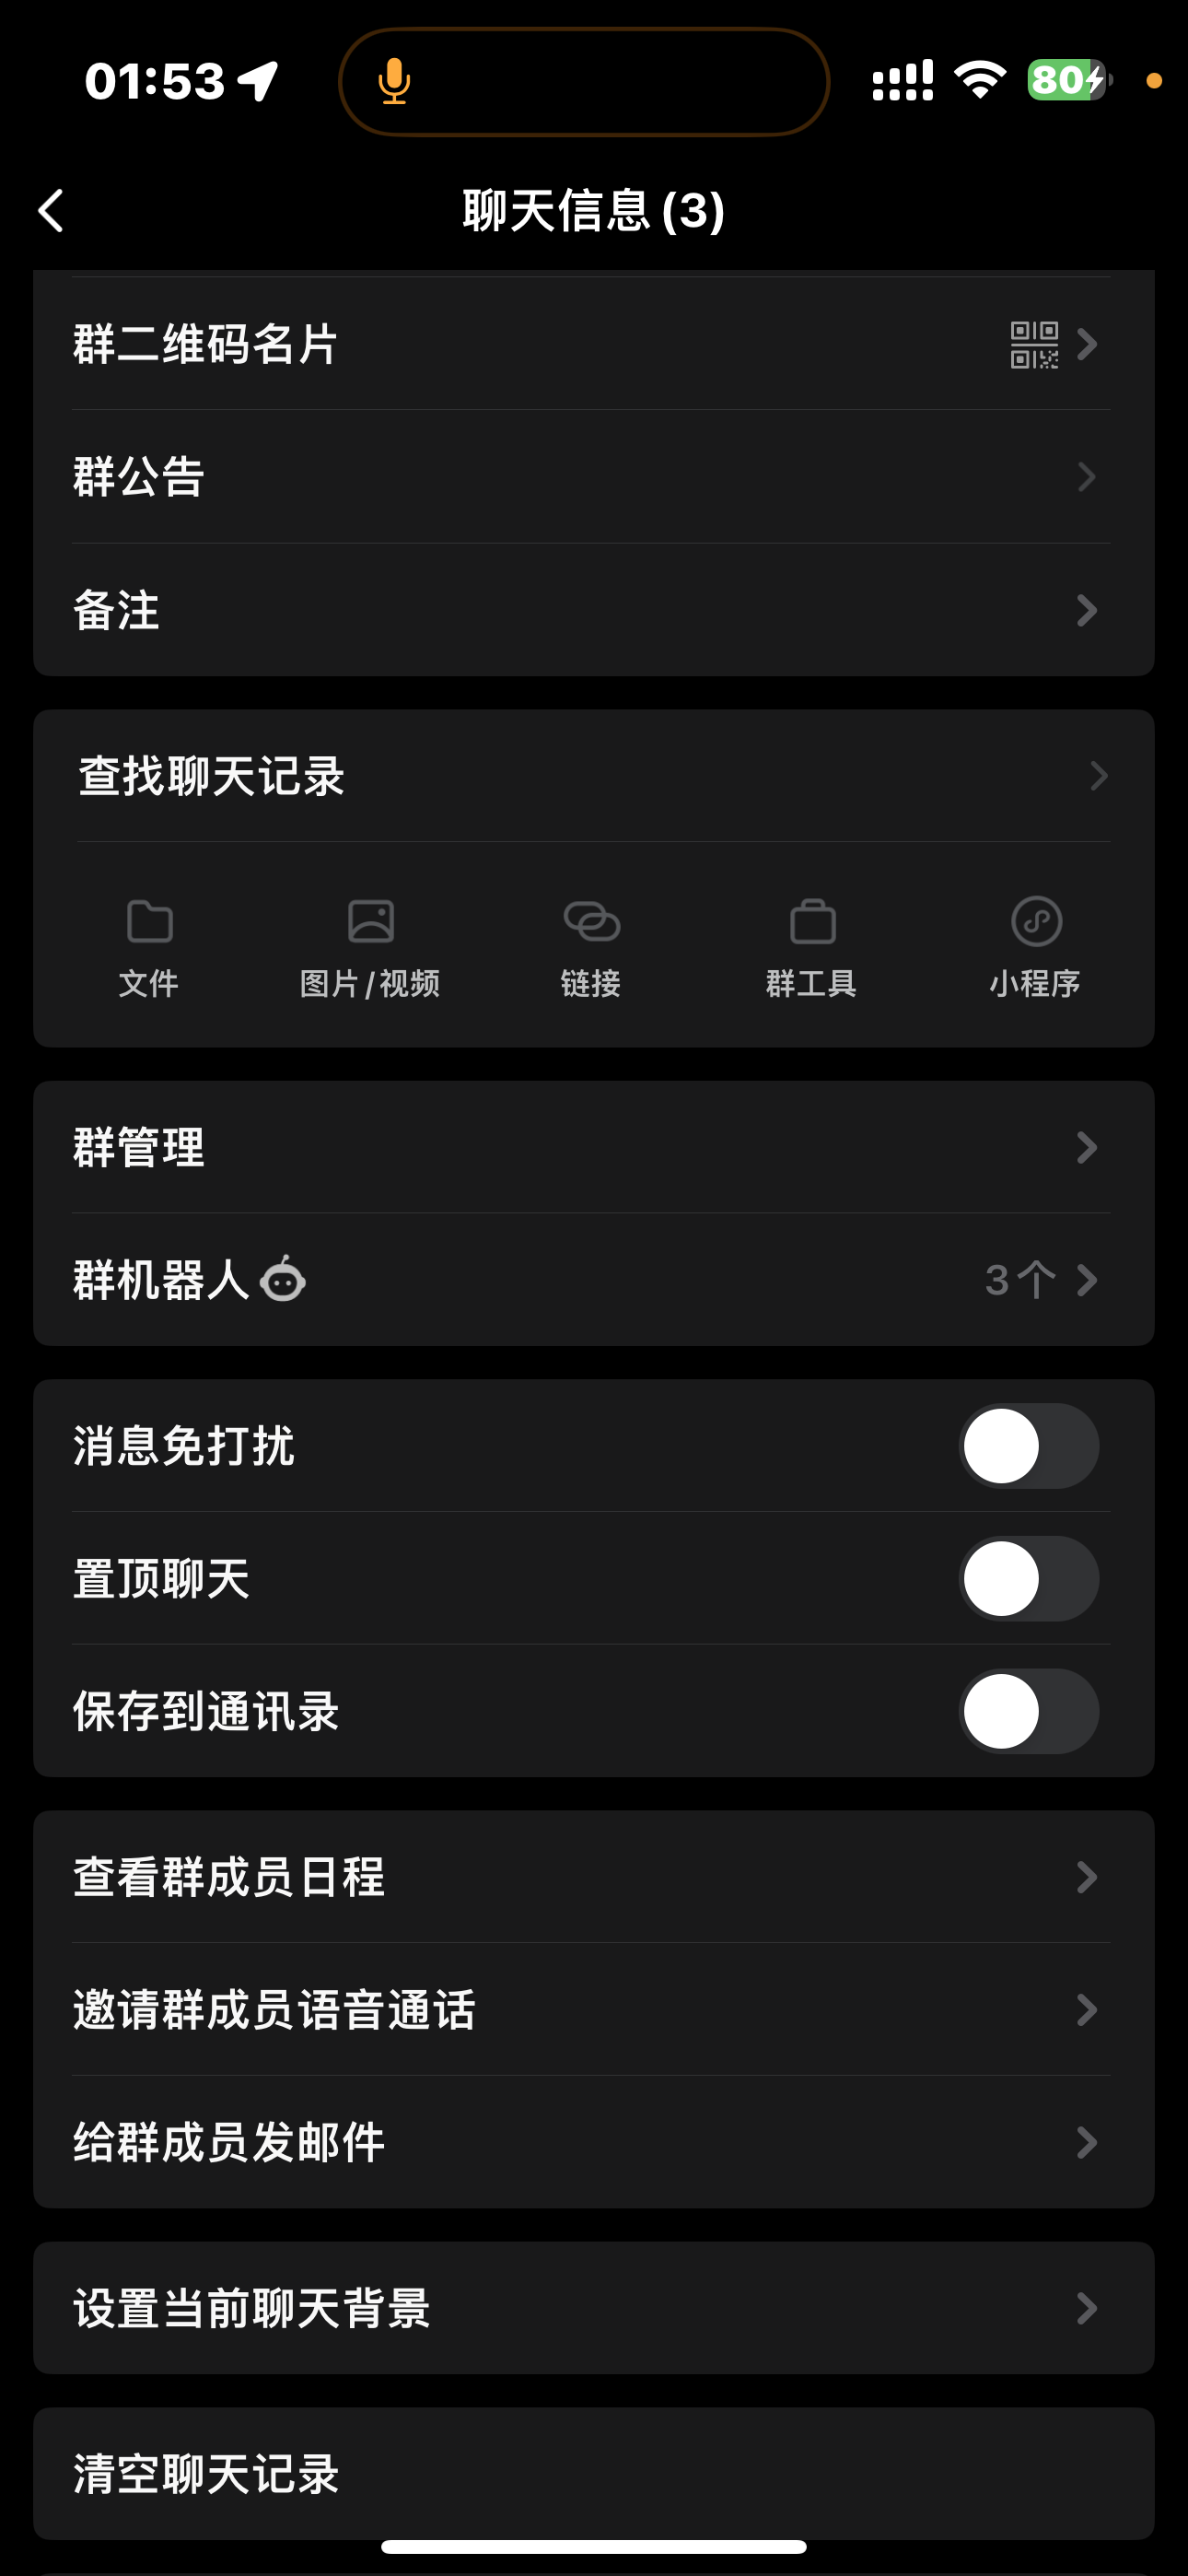 01:53
80
聊天信息(3)
群二维码名片
群公告
备注
查找聊天记录
文件 图片/视频 链接 群工具 小程序
群管理
群机器人 3个
消息免打扰
置顶聊天
保存到通讯录
查看群成员日程
邀请群成员语音通话
给群成员发邮件
设置当前聊天背景
清空聊天记录